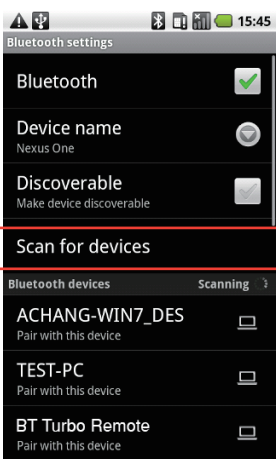 15:45
Bluetooth settings
Bluetooth
Device name
Nexus One
Discoverable
Make device discoverable
Scan for devices
Bluetooth devices Scanning
ACHANG-WIN7_DES
Pair with this device
TEST-PC
Pair with this device
BT Turbo Remote
Pair with this device